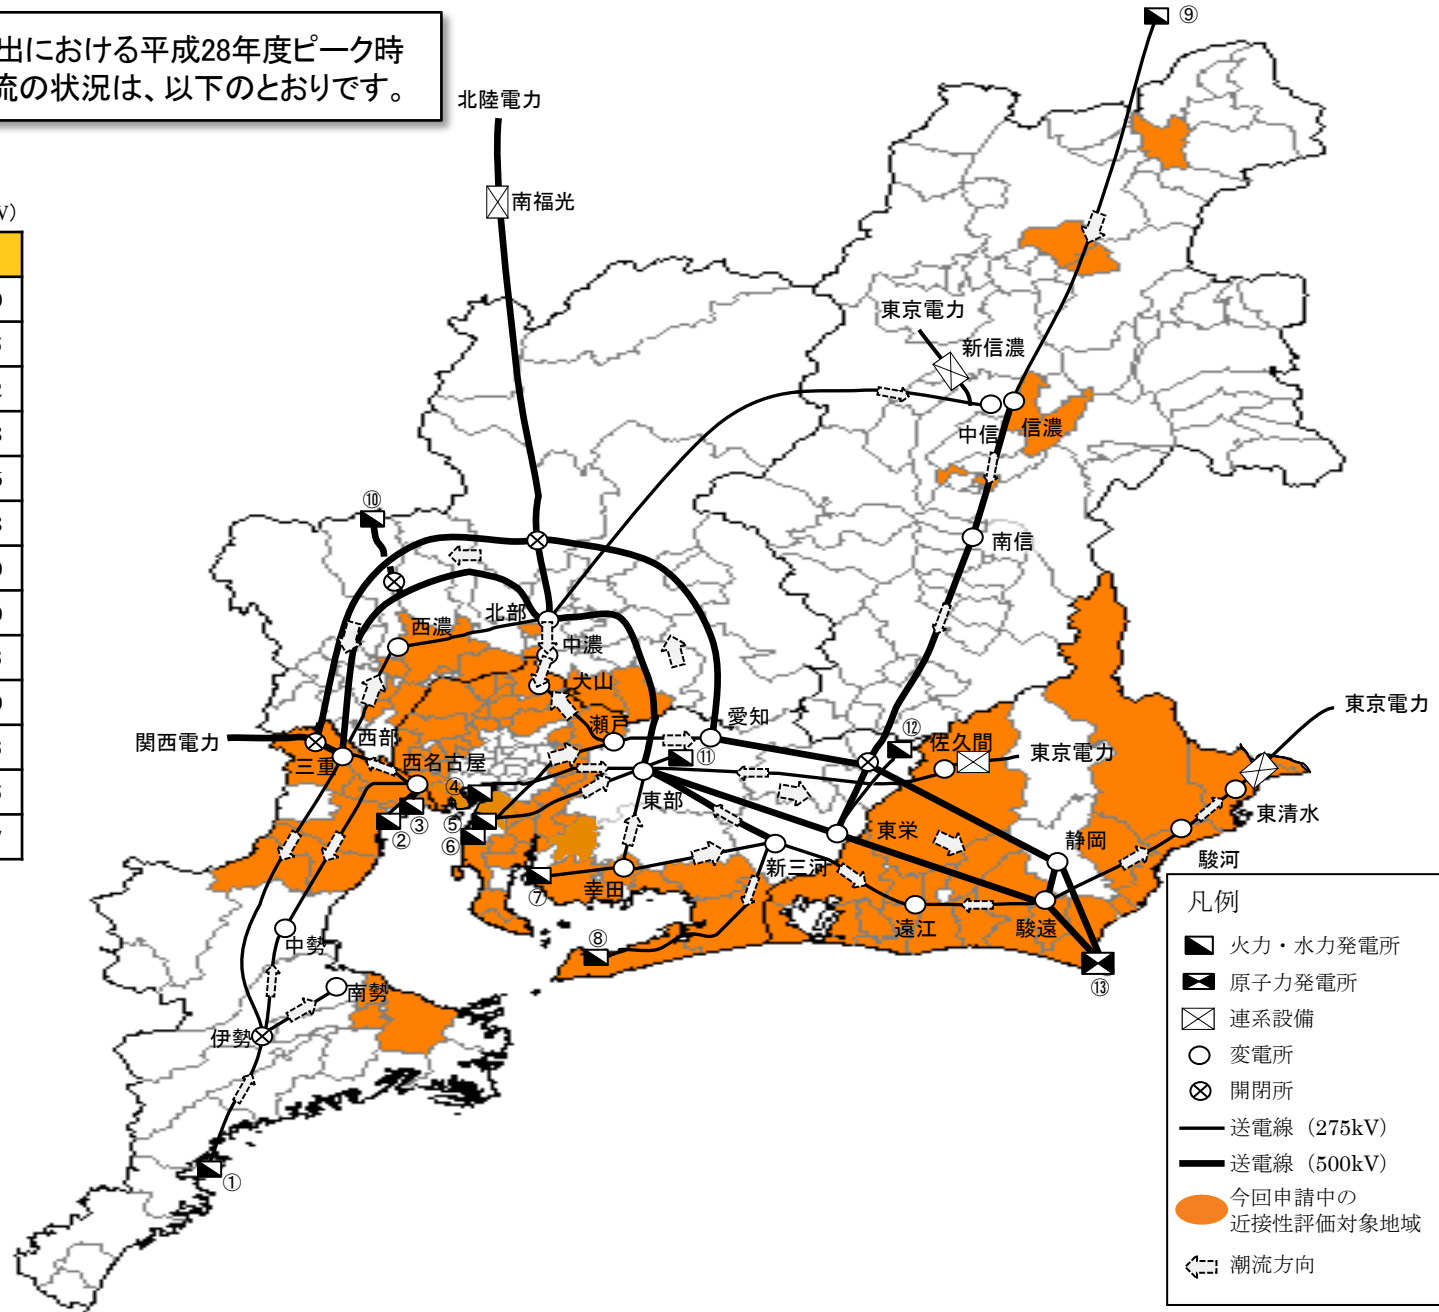 出における平成28年度ピーク時
流の状況は、以下のとおりです。
⑨
北陸電力
南福光
V)
東京電力
新信濃
中信
信濃
⑩
南信
北部
西濃
中濃
犬山
瀬戸
愛知
東京電力
関西電力
西部
三重
西名古屋
⑫
佐久間
東京電力
⑪
④
③
②
⑤
⑥
東部
東栄
東清水
静岡
駿河
新三河
⑦
幸田
遠江
駿遠
中勢
⑧
⑬
南勢
伊勢
①
凡例
火力・水力発電所
原子力発電所
連系設備
変電所
開閉所
送電線（275kV）
送電線（500kV）
今回申請中の
近接性評価対象地域
潮流方向